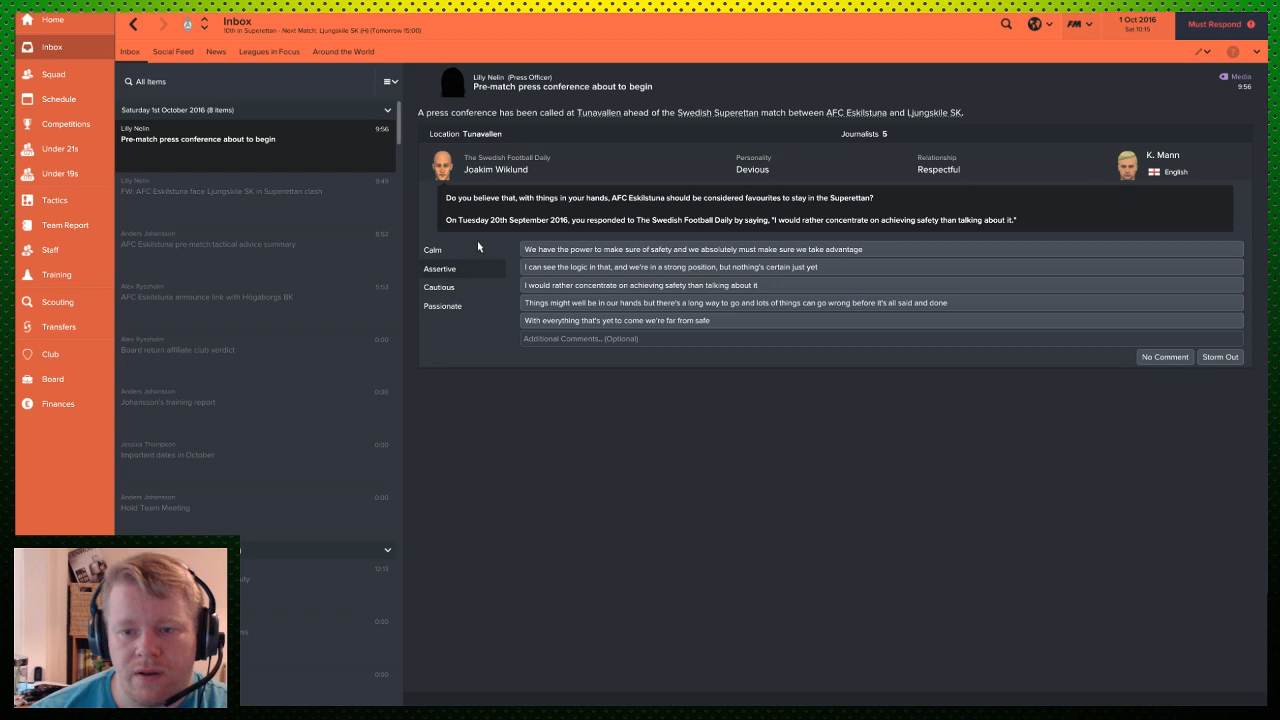 Home
Inbox
Squad
Schedule
Competitions
Under 21s
Under 19s
Tactics
Team Report
Staff
Training
Scouting
Transfers
Club
Board
Finances
Inbox
10th in Superettan - Next Match: Ljungskile SK (H) (Tomorrow 15:00)
FM
1 Oct 2016
Sat 10:15
Must Respond
Inbox
Social Feed
News
Leagues in Focus
Around the World
All Items
Saturday 1st October 2016 (8 items)
Lilly Nelin
9:56
Pre-match press conference about to begin
Lilly Nelin
9:49
FW: AFC Eskilstuna face Ljungskile SK in Superettan clash
Anders Johansson
8:52
AFC Eskilstuna pre-match tactical advice summary
Alex Ryssholm
5:53
AFC Eskilstuna announce link with Högaborgs BK
Alex Ryssholm
0:00
Board return affiliate club verdict
Anders Johansson
0:30
Johansson's training report
Jessica Thompson
0:00
Important dates in October
Anders Johansson
0:00
Hold Team Meeting
12:13
0:00
0:00
Lilly Nelin (Press Officer)
Pre-match press conference about to begin
Media
9:56
A press conference has been called at Tunavallen ahead of the Swedish Superettan match between AFC Eskilstuna and Ljungskile SK.
Location Tunavallen
Journalists 5
The Swedish Football Daily
Joakim Wiklund
Personality
Devious
Relationship
Respectful
K. Mann
English
Do you believe that, with things in your hands, AFC Eskilstuna should be considered favourites to stay in the Superettan?
On Tuesday 20th September 2016, you responded to The Swedish Football Daily by saying, "I would rather concentrate on achieving safety than talking about it."
Calm
Assertive
Cautious
Passionate
We have the power to make sure of safety and we absolutely must make sure we take advantage
I can see the logic in that, and we're in a strong position, but nothing's certain just yet
I would rather concentrate on achieving safety than talking about it
Things might well be in our hands but there's a long way to go and lots of things can go wrong before it's all said and done
With everything that's yet to come we're far from safe
Additional Comments.. (Optional)
No Comment
Storm Out